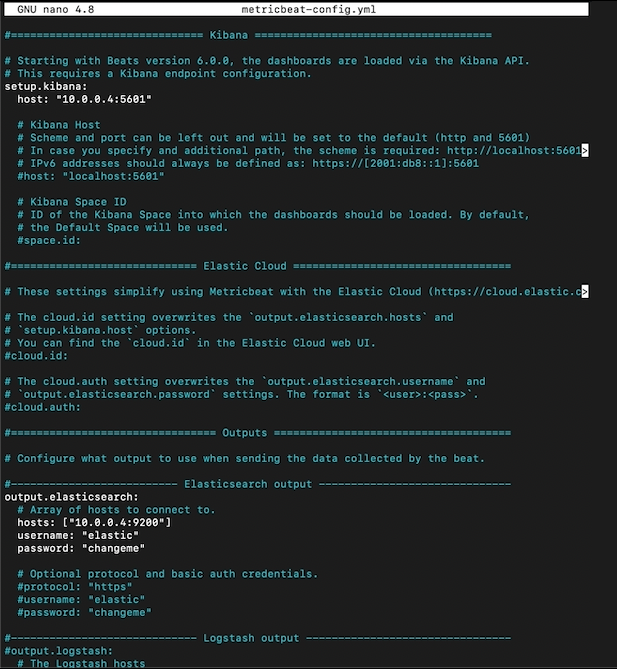 GNU nano 4.8 metricbeat-config.yml
#============================== Kibana =====================================
# Starting with Beats version 6.0.0, the dashboards are loaded via the Kibana API.
# This requires a Kibana endpoint configuration.
setup.kibana:
  host: "10.0.0.4:5601"
  # Kibana Host
  # Scheme and port can be left out and will be set to the default (http and 5601)
  # In case you specify and additional path, the scheme is required: http://localhost:5601>
  # IPv6 addresses should always be defined as: https://[2001:db8::1]:5601
  #host: "localhost:5601"
  # Kibana Space ID
  # ID of the Kibana Space into which the dashboards should be loaded. By default,
  # the Default Space will be used.
  #space.id:
#============================= Elastic Cloud ==================================
# These settings simplify using Metricbeat with the Elastic Cloud (https://cloud.elastic.c>
# The cloud.id setting overwrites the `output.elasticsearch.hosts` and
# `setup.kibana.host` options.
# You can find the `cloud.id` in the Elastic Cloud web UI.
#cloud.id:
# The cloud.auth setting overwrites the `output.elasticsearch.username` and
# `output.elasticsearch.password` settings. The format is `<user>:<pass>`.
#cloud.auth:
#================================ Outputs =====================================
# Configure what output to use when sending the data collected by the beat.
#-------------------------- Elasticsearch output ------------------------------
output.elasticsearch:
  # Array of hosts to connect to.
  hosts: ["10.0.0.4:9200"]
  username: "elastic"
  password: "changeme"
  # Optional protocol and basic auth credentials.
  #protocol: "https"
  #username: "elastic"
  #password: "changeme"
#----------------------------- Logstash output --------------------------------
#output.logstash:
  # The Logstash hosts